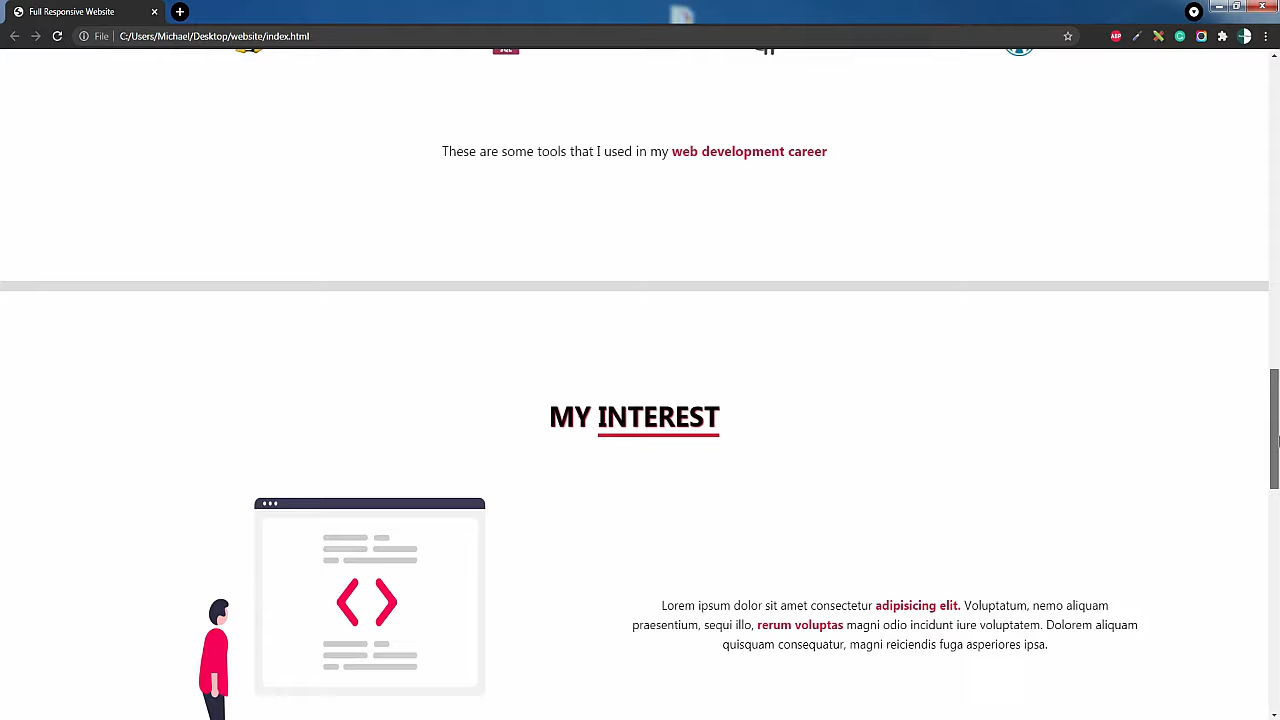 Full Responsive Website
File C:/Users/Michael/Desktop/website/index.html
ABP
These are some tools that I used in my web development career
MY INTEREST
Lorem ipsum dolor sit amet consectetur adipisicing elit. Voluptatum, nemo aliquam
praesentium, sequi illo, rerum voluptas magni odio incidunt iure voluptatem. Dolorem aliquam
quisquam consequatur, magni reiciendis fuga asperiores ipsa.